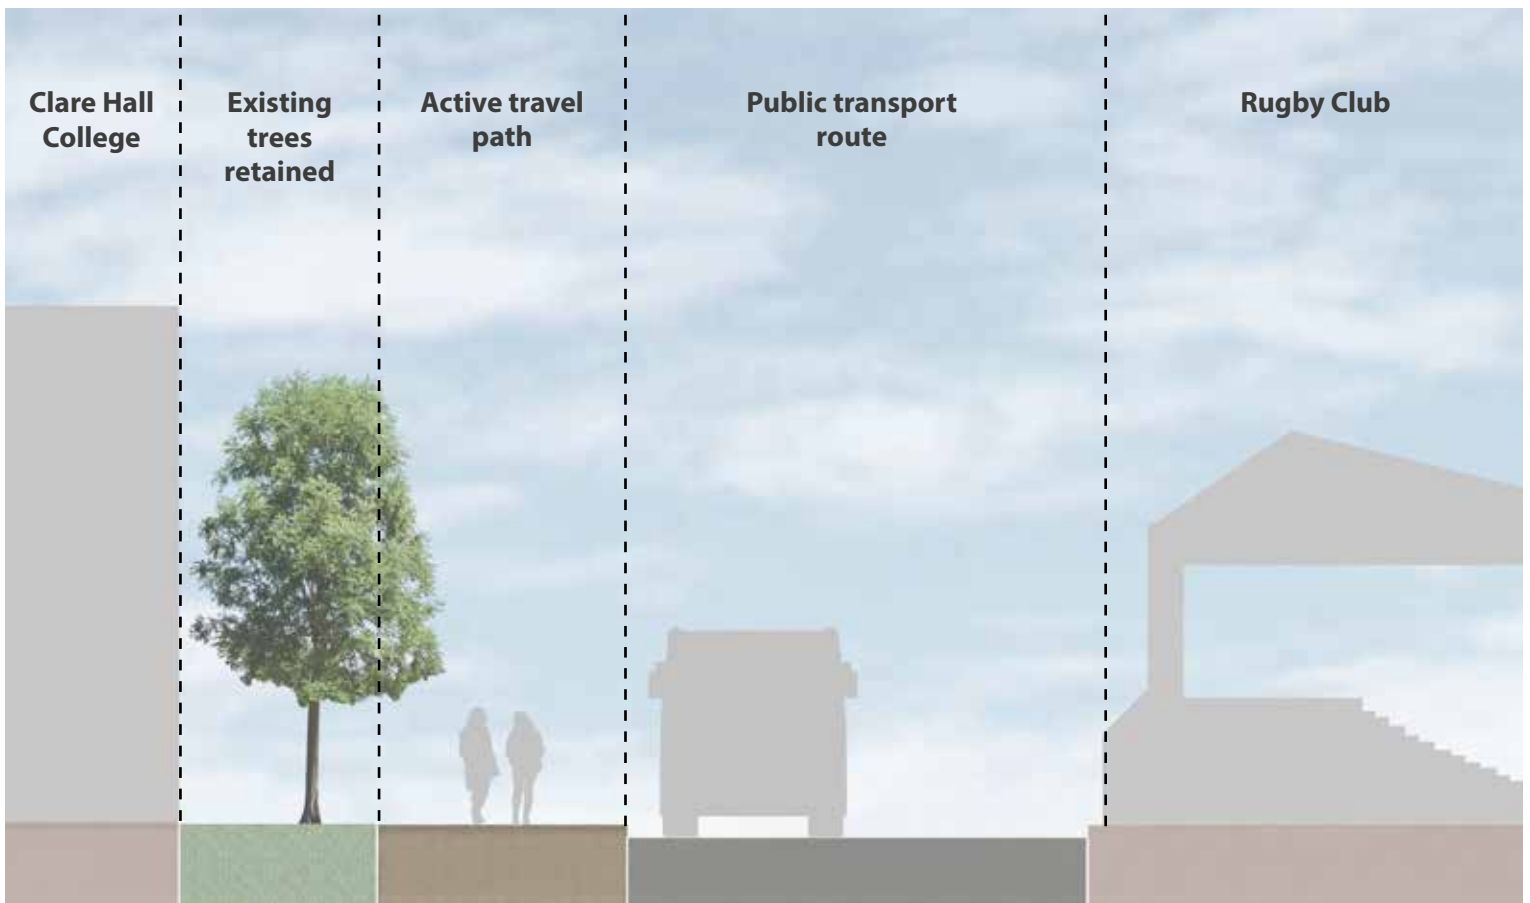 Clare Hall
College
Existing
trees
retained
Active travel
path
Public transport
route
Rugby Club